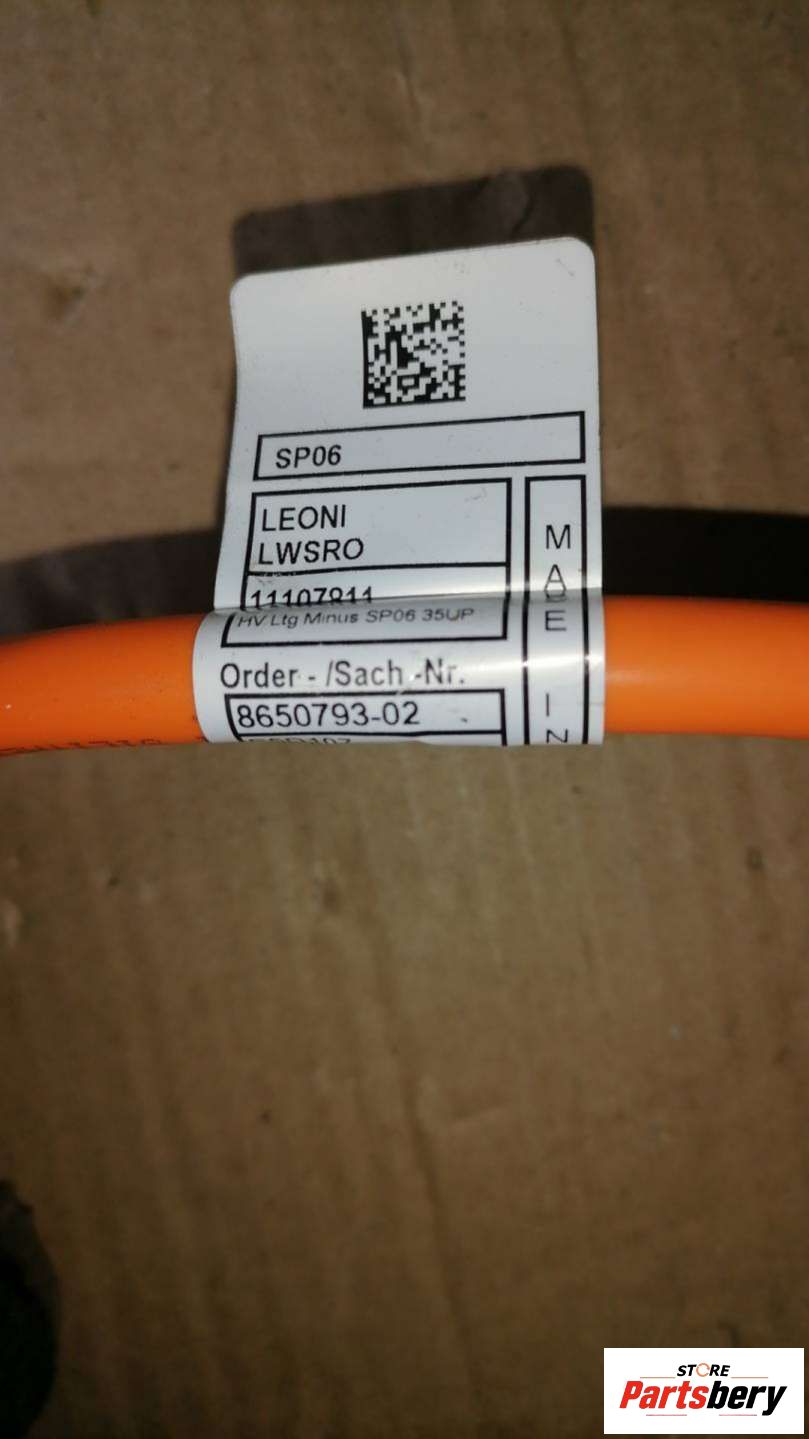 SP06
LEONI
LWSRO
11107811
HV Ltg Minus SP06 35UP
Order - /Sach -Nr.
8650793-02
MADE IN
STORE
Partsbery